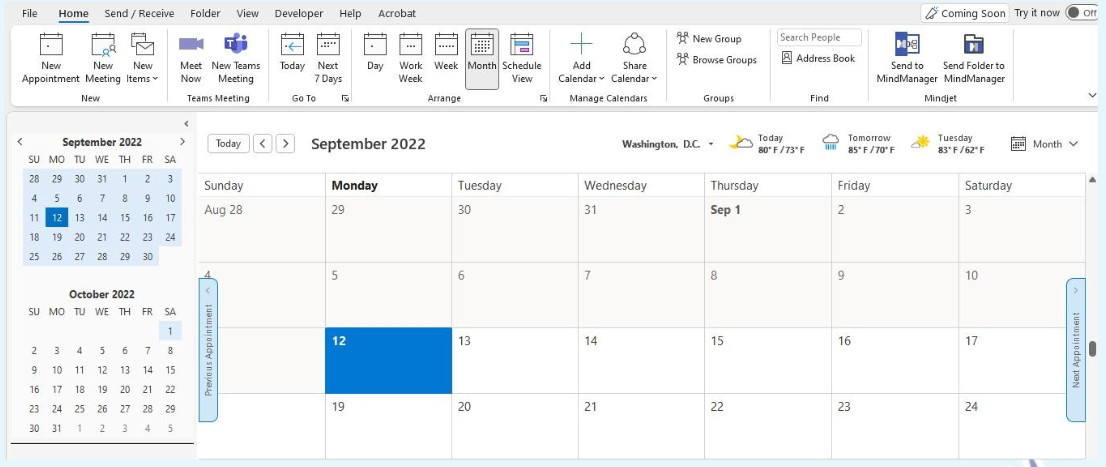 File Home Send / Receive Folder View Developer Help Acrobat Coming Soon Try it now Off
New Appointment
New Meeting
New Items
Meet Now
New Teams Meeting
Today
Next 7 Days
Day
Work Week
Week
Month
Schedule View
Add Calendar
Share Calendar
New Group
Browse Groups
Search People
Address Book
Send to MindManager
Send Folder to MindManager
New Teams Meeting Go To Arrange Manage Calendars Groups Find Mindjet
September 2022
SU MO TU WE TH FR SA
28 29 30 31 1 2 3
4 5 6 7 8 9 10
11 12 13 14 15 16 17
18 19 20 21 22 23 24
25 26 27 28 29 30
October 2022
SU MO TU WE TH FR SA
1
2 3 4 5 6 7 8
9 10 11 12 13 14 15
16 17 18 19 20 21 22
23 24 25 26 27 28 29
30 31 1 2 3 4 5
Today September 2022
Washington, D.C.
Today
80°F/73°F
Tomorrow
85°F/70°F
Tuesday
83°F/62°F
Month
Sunday Monday Tuesday Wednesday Thursday Friday Saturday
Aug 28 29 30 31 Sep 1 2 3
4 5 6 7 8 9 10
12 13 14 15 16 17
19 20 21 22 23 24
Previous Appointment
Next Appointment